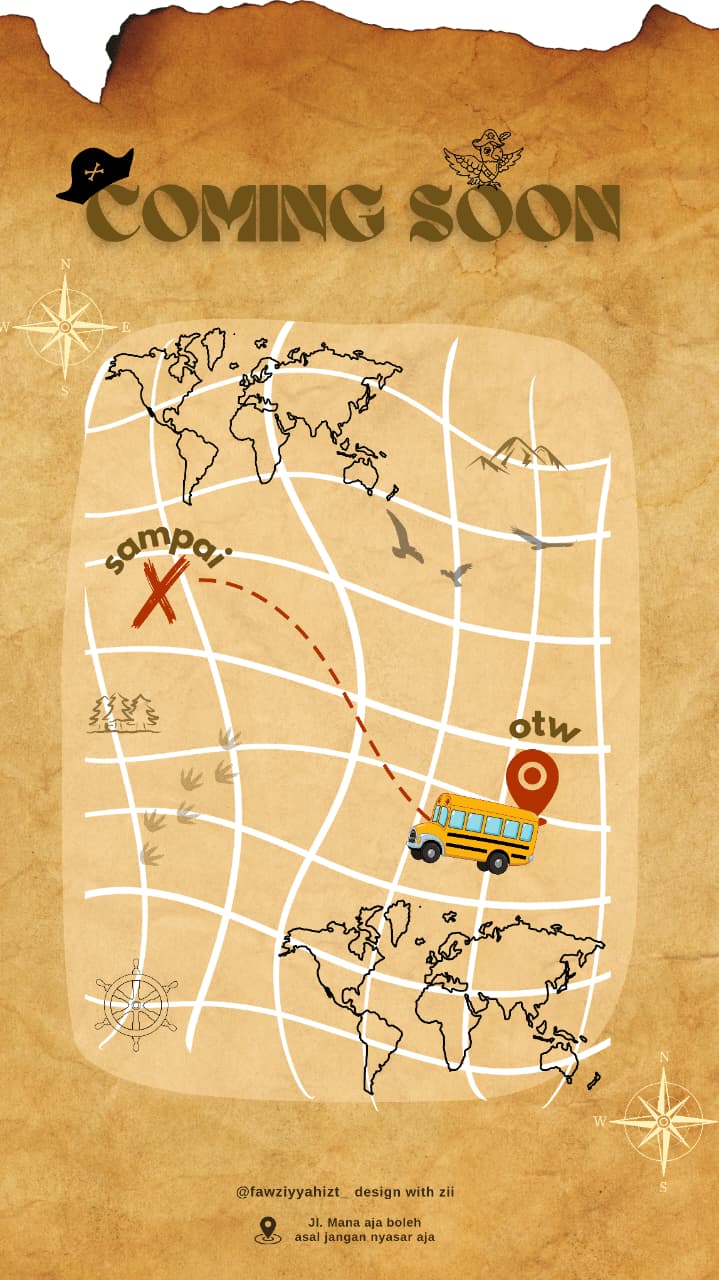 COMING SOON
N
W E
S
sampai
otw
N
W
S
@fawziyyahizt_ design with zii
Jl. Mana aja boleh
asal jangan nyasar aja